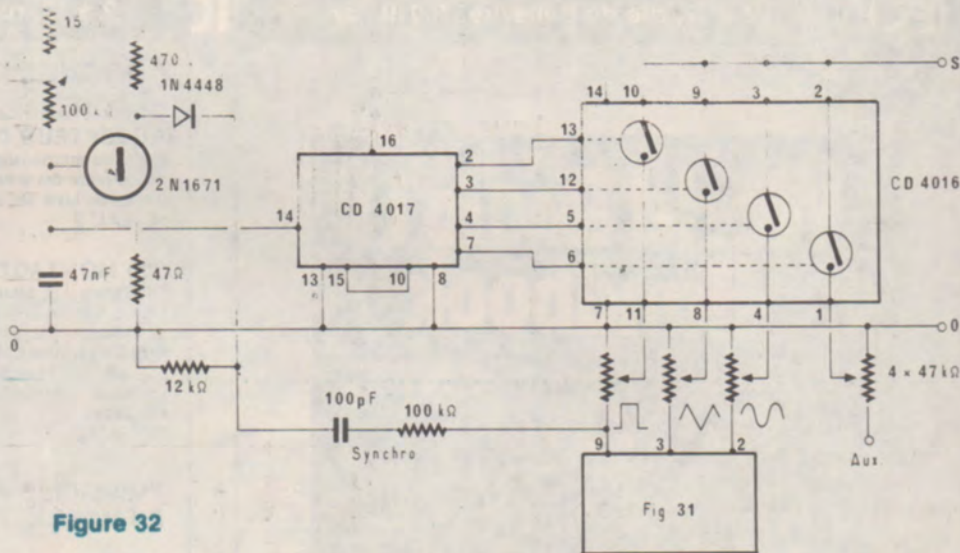 15
470
1N4448
100
2N1671
47nF
47Ω
0
12 kΩ
100pF
100 kΩ
Synchro
16
14
CD 4017
2
3
4
7
13
15
10
8
14
10
9
3
2
S
13
12
5
6
CD 4016
7
11
8
4
1
0
4 × 47 kΩ
Aux.
9
3
2
Fig 31
Figure 32